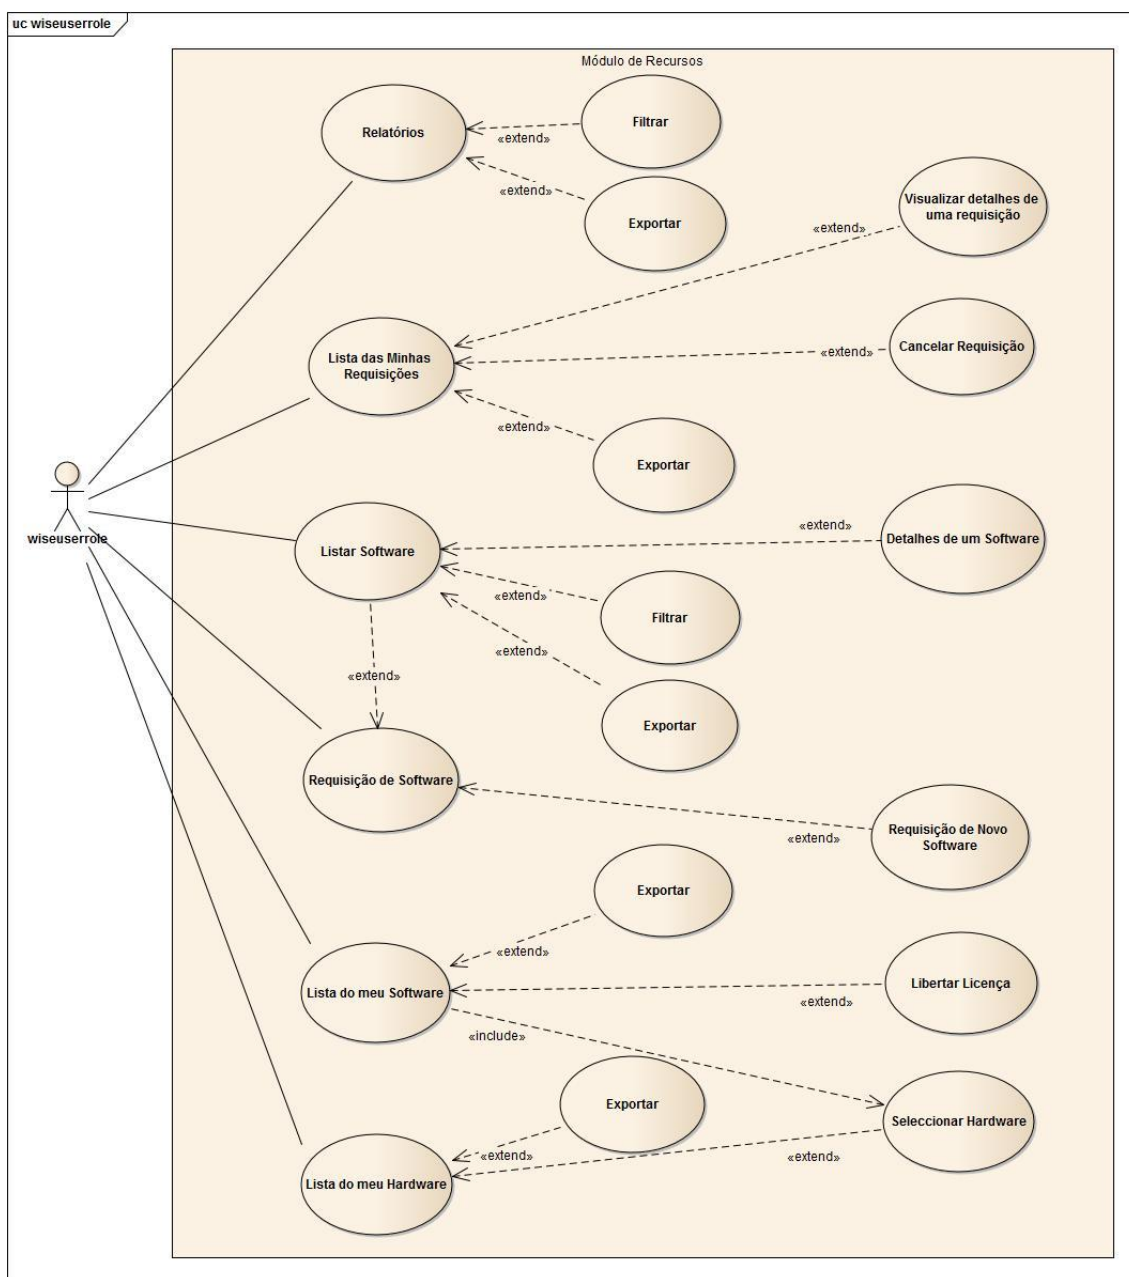 uc wiseuserrole
Módulo de Recursos
Relatórios
«extend»
Filtrar
«extend»
Exportar
Visualizar detalhes de
uma requisição
«extend»
Lista das Minhas
Requisições
«extend»
Cancelar Requisição
«extend»
Exportar
wiseuserrole
Listar Software
«extend»
Detalhes de um Software
«extend»
Filtrar
«extend»
Exportar
«extend»
Requisição de Software
«extend»
Requisição de Novo
Software
Exportar
«extend»
Lista do meu Software
«extend»
Libertar Licença
«include»
Exportar
«extend»
Seleccionar Hardware
«extend»
Lista do meu Hardware